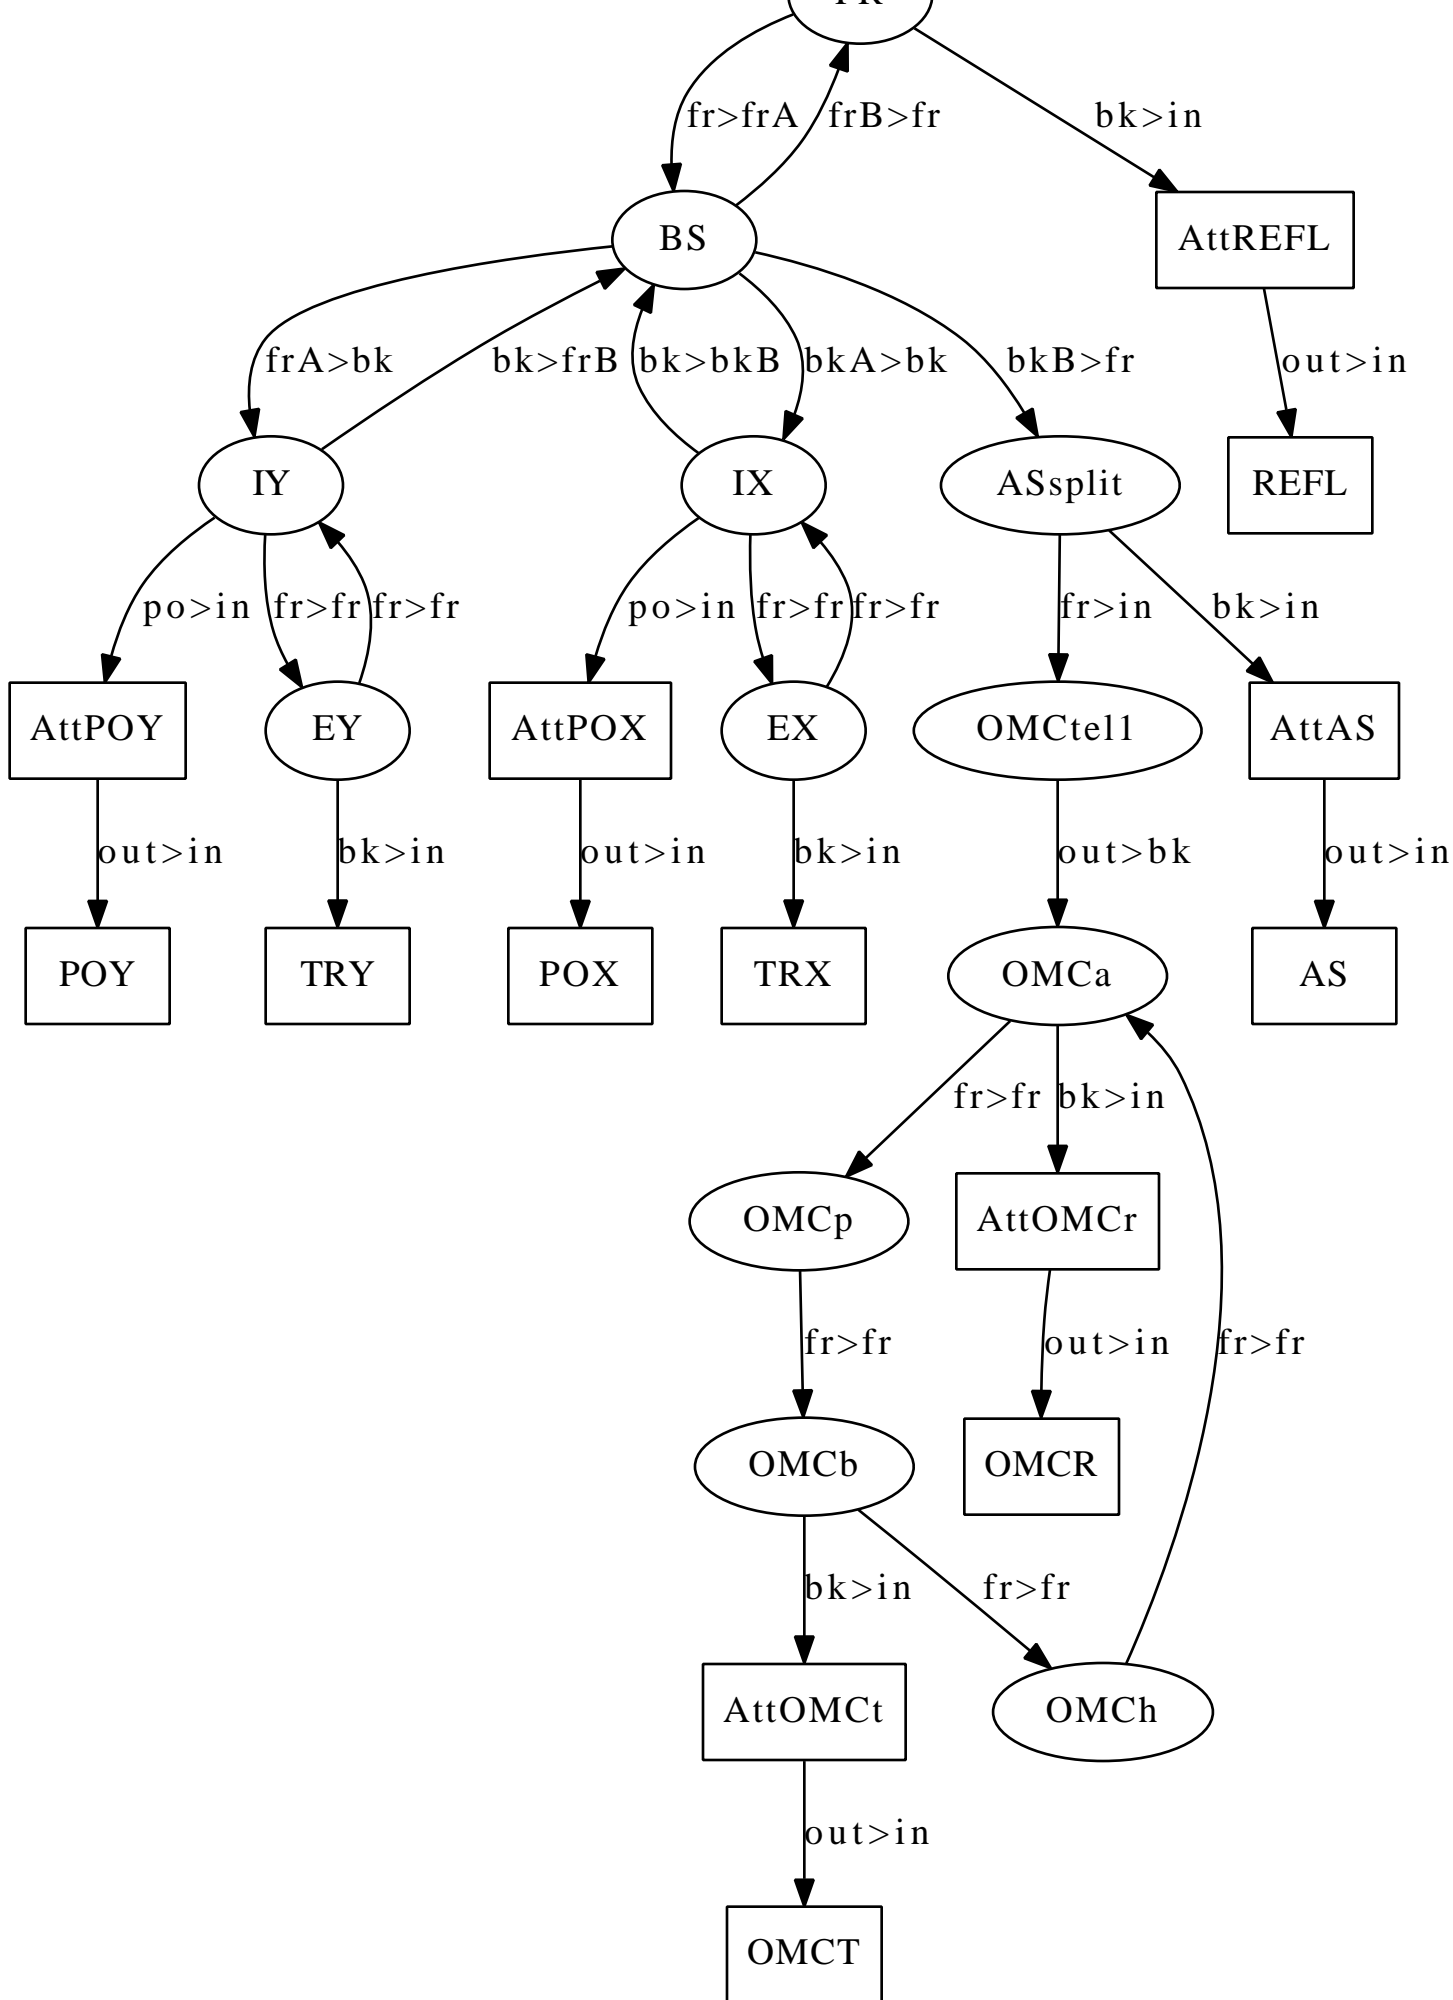 fr>frA frB>fr bk>in
BS AttREFL
frA>bk bk>frB bk>bkB bkA>bk bkB>fr out>in
IY IX ASsplit REFL
po>in fr>fr fr>fr po>in fr>fr fr>fr fr>in bk>in
AttPOY EY AttPOX EX OMCtel1 AttAS
out>in bk>in out>in bk>in out>bk out>in
POY TRY POX TRX OMCa AS
fr>fr bk>in
OMCp AttOMCr
fr>fr out>in fr>fr
OMCb OMCR
bk>in fr>fr
AttOMCt OMCh
out>in
OMCT